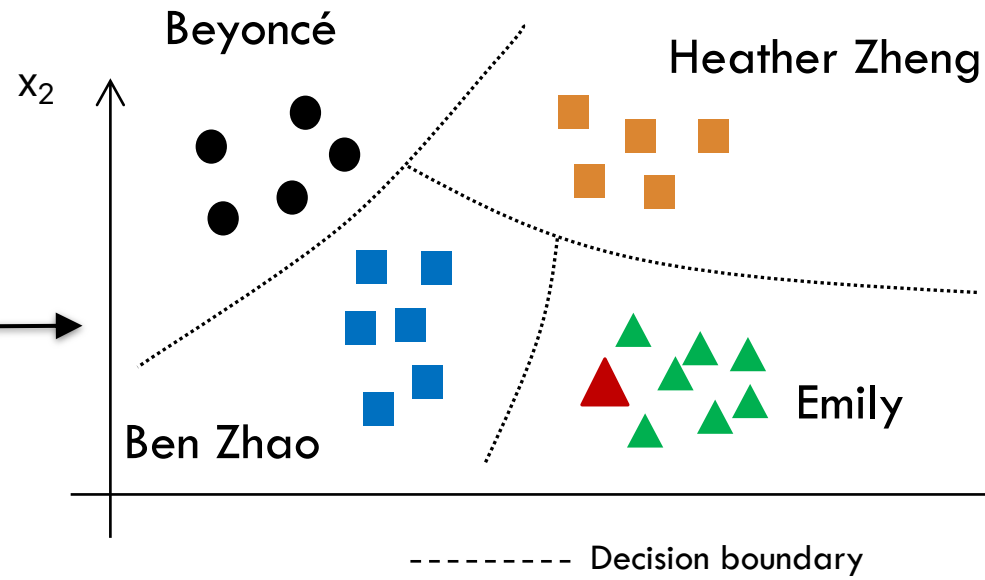 Beyoncé
Heather Zheng
x₂
Emily
Ben Zhao
Decision boundary